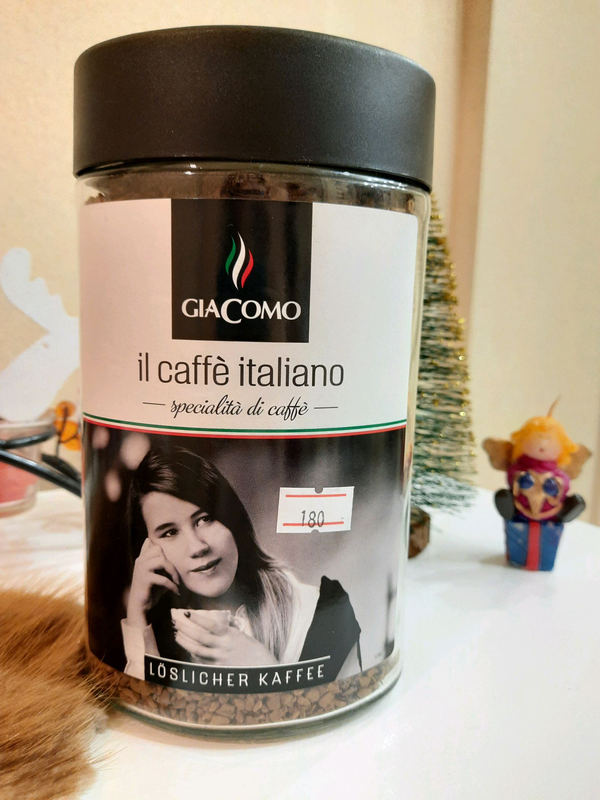 GIACOMO
il caffè italiano
specialità di caffè
180
LÖSLICHER KAFFEE